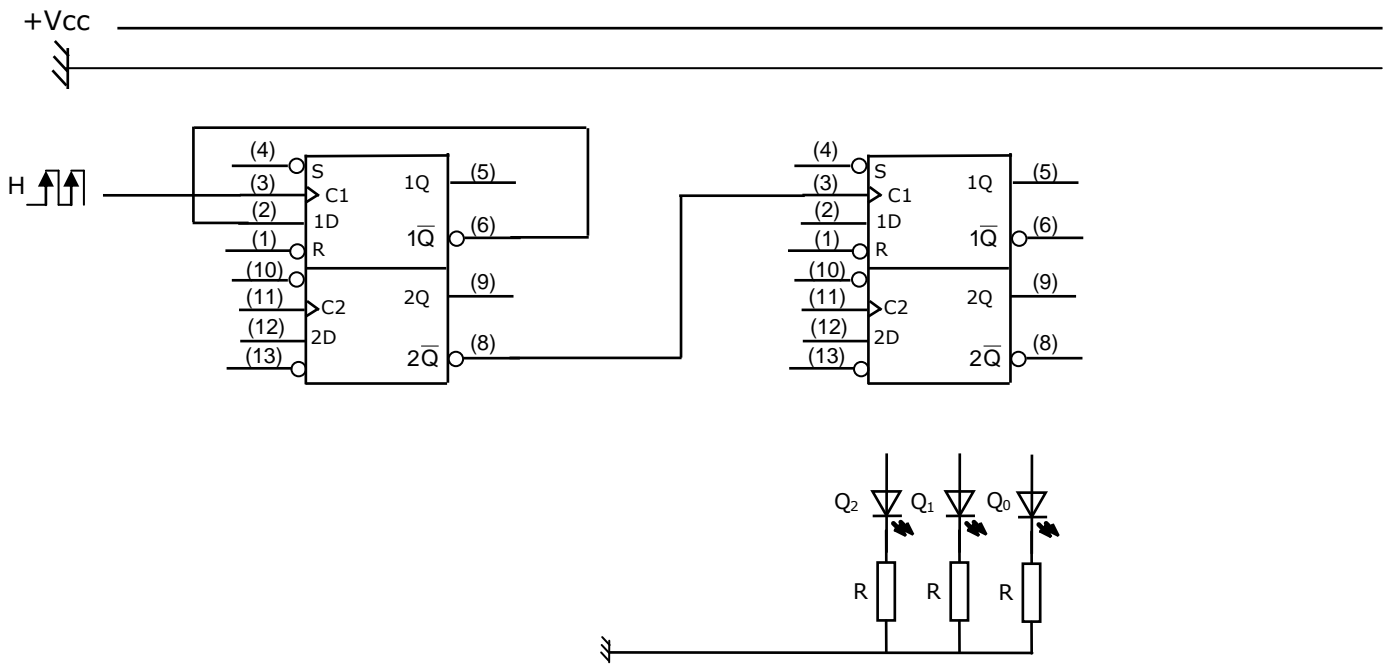 +Vcc
H
(4)
S
(3)
C1
(2)
1D
(1)
R
(10)
(11)
C2
(12)
2D
(13)
1Q
(5)
1Q̅
(6)
2Q
(9)
2Q̅
(8)
(4)
S
(3)
C1
(2)
1D
(1)
R
(10)
(11)
C2
(12)
2D
(13)
1Q
(5)
1Q̅
(6)
2Q
(9)
2Q̅
(8)
Q₂ Q₁ Q₀
R R R